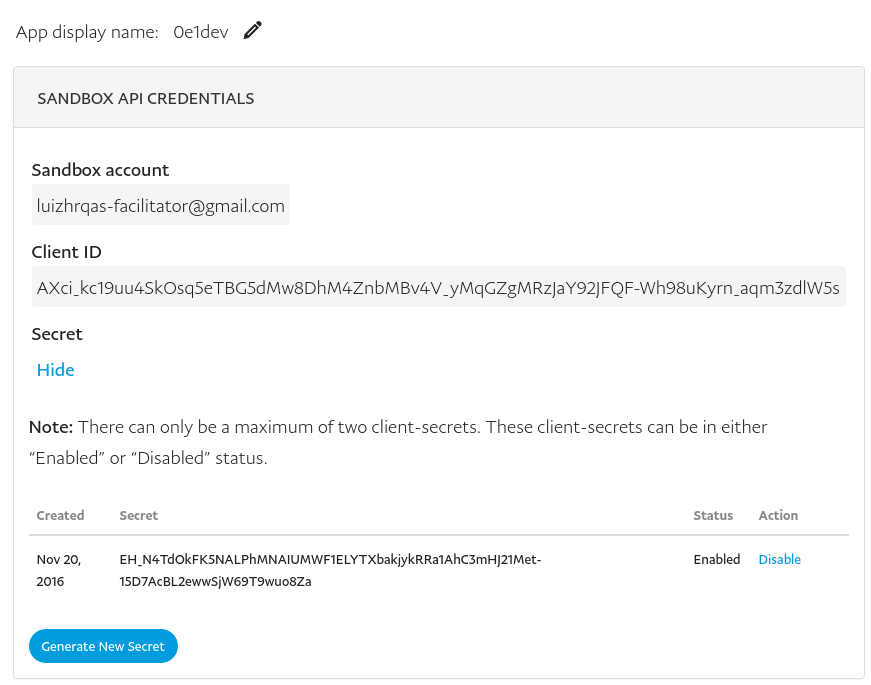 App display name: 0e1dev
SANDBOX API CREDENTIALS
Sandbox account
luizhrqas-facilitator@gmail.com
Client ID
AXci_kc19uu4SkOsq5eTBG5dMw8DhM4ZnbMBv4V_yMqGZgMRzJaY92JFQF-Wh98uKyrn_aqm3zdlW5s
Secret
Hide
Note: There can only be a maximum of two client-secrets. These client-secrets can be in either
“Enabled” or “Disabled” status.
Created Secret Status Action
Nov 20, EH_N4TdOkFK5NALPhMNAIUMWF1ELYTXbakjykRRa1AhC3mHJ21Met- Enabled Disable
2016 15D7AcBL2ewwSjW69T9wuo8Za
Generate New Secret